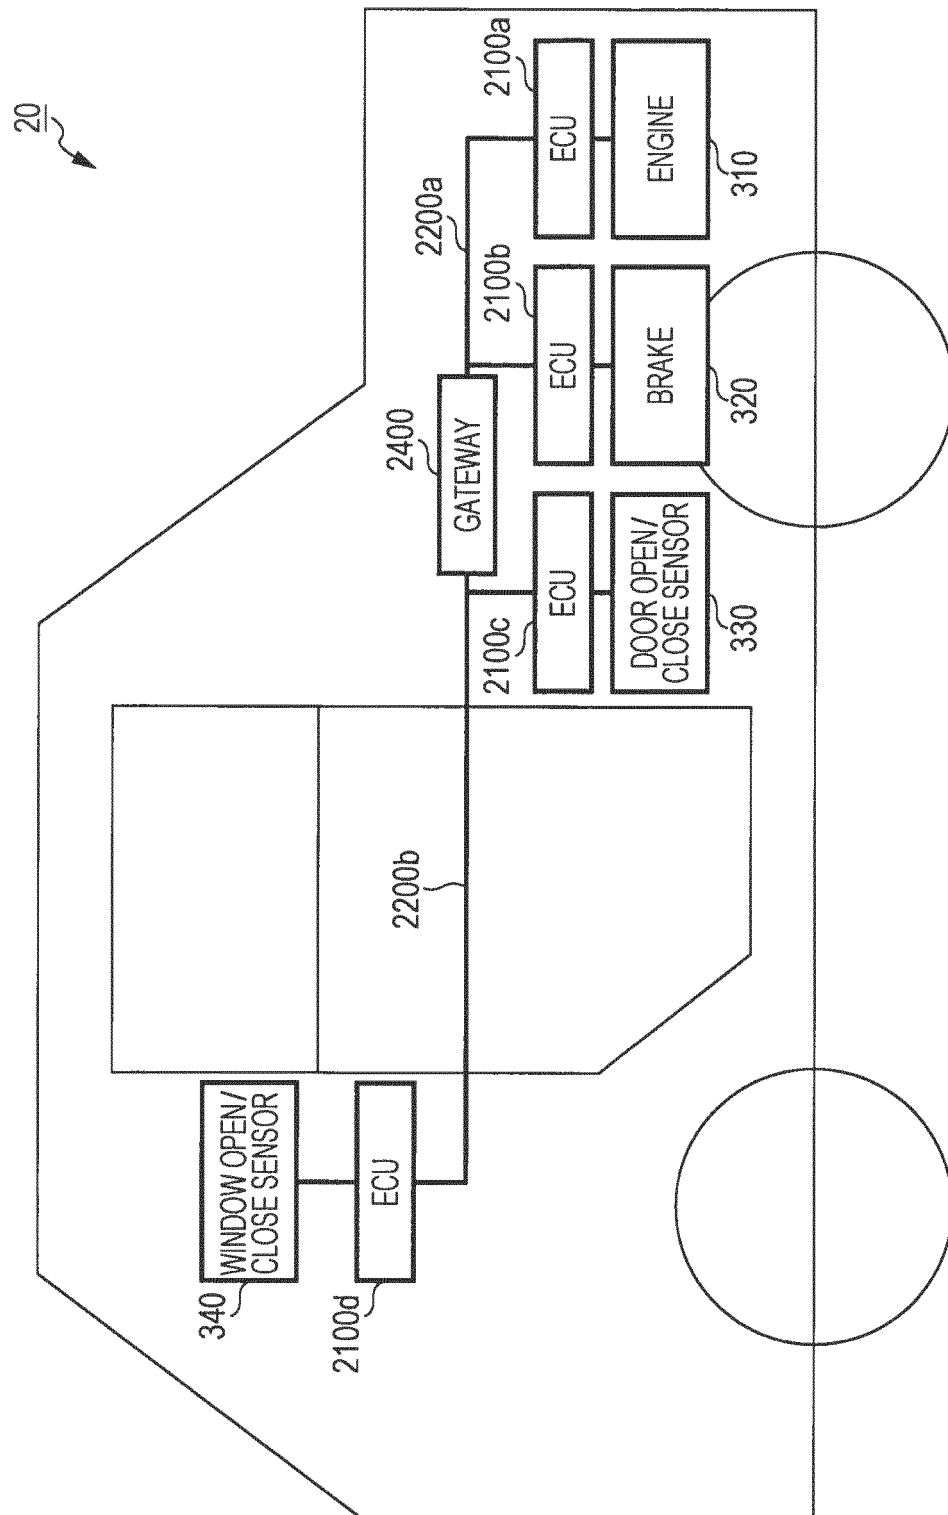 20
WINDOW OPEN/
CLOSE SENSOR
340
2100d
ECU
2200b
2400
GATEWAY
2200a
2100c
2100b
2100a
ECU
ECU
ECU
DOOR OPEN/
CLOSE SENSOR
BRAKE
ENGINE
330
320
310